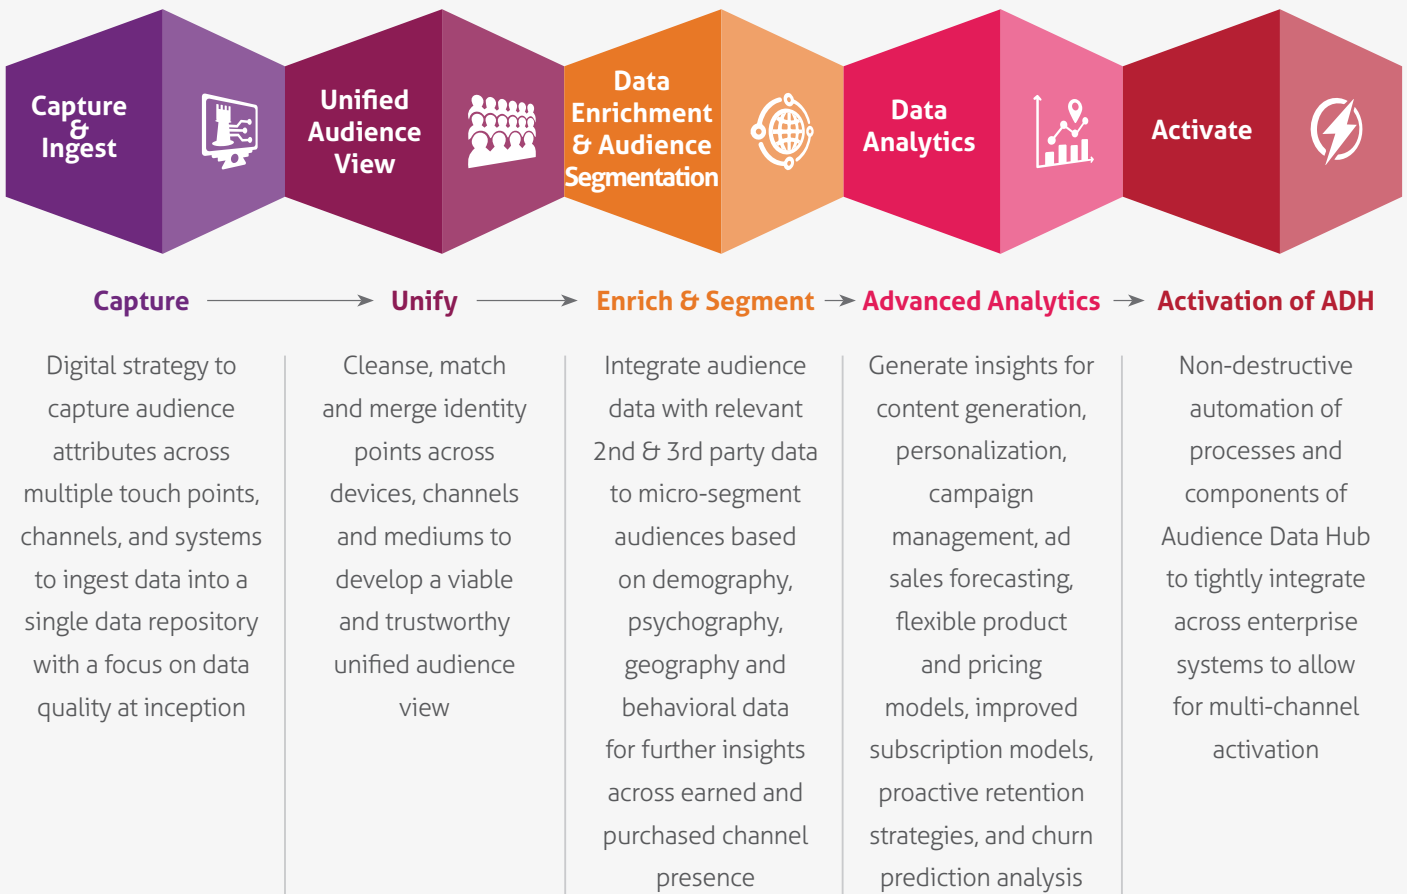 Capture
&
Ingest
Unified
Audience
View
Data
Enrichment
& Audience
Segmentation
Data
Analytics
Activate
Capture
Unify
Enrich & Segment
Advanced Analytics
Activation of ADH
Digital strategy to
capture audience
attributes across
multiple touch points,
channels, and systems
to ingest data into a
single data repository
with a focus on data
quality at inception
Cleanse, match
and merge identity
points across
devices, channels
and mediums to
develop a viable
and trustworthy
unified audience
view
Integrate audience
data with relevant
2nd & 3rd party data
to micro-segment
audiences based
on demography,
psychography,
geography and
behavioral data
for further insights
across earned and
purchased channel
presence
Generate insights for
content generation,
personalization,
campaign
management, ad
sales forecasting,
flexible product
and pricing
models, improved
subscription models,
proactive retention
strategies, and churn
prediction analysis
Non-destructive
automation of
processes and
components of
Audience Data Hub
to tightly integrate
across enterprise
systems to allow
for multi-channel
activation